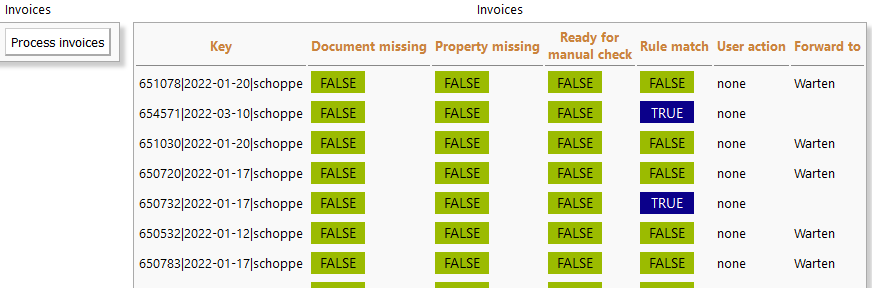 Invoices
Invoices
Process invoices
Key Document missing Property missing Ready for manual check Rule match User action Forward to
651078|2022-01-20|schoppe FALSE FALSE FALSE FALSE none Warten
654571|2022-03-10|schoppe FALSE FALSE FALSE TRUE none
651030|2022-01-20|schoppe FALSE FALSE FALSE FALSE none Warten
650720|2022-01-17|schoppe FALSE FALSE FALSE FALSE none Warten
650732|2022-01-17|schoppe FALSE FALSE FALSE TRUE none
650532|2022-01-12|schoppe FALSE FALSE FALSE FALSE none Warten
650783|2022-01-17|schoppe FALSE FALSE FALSE FALSE none Warten